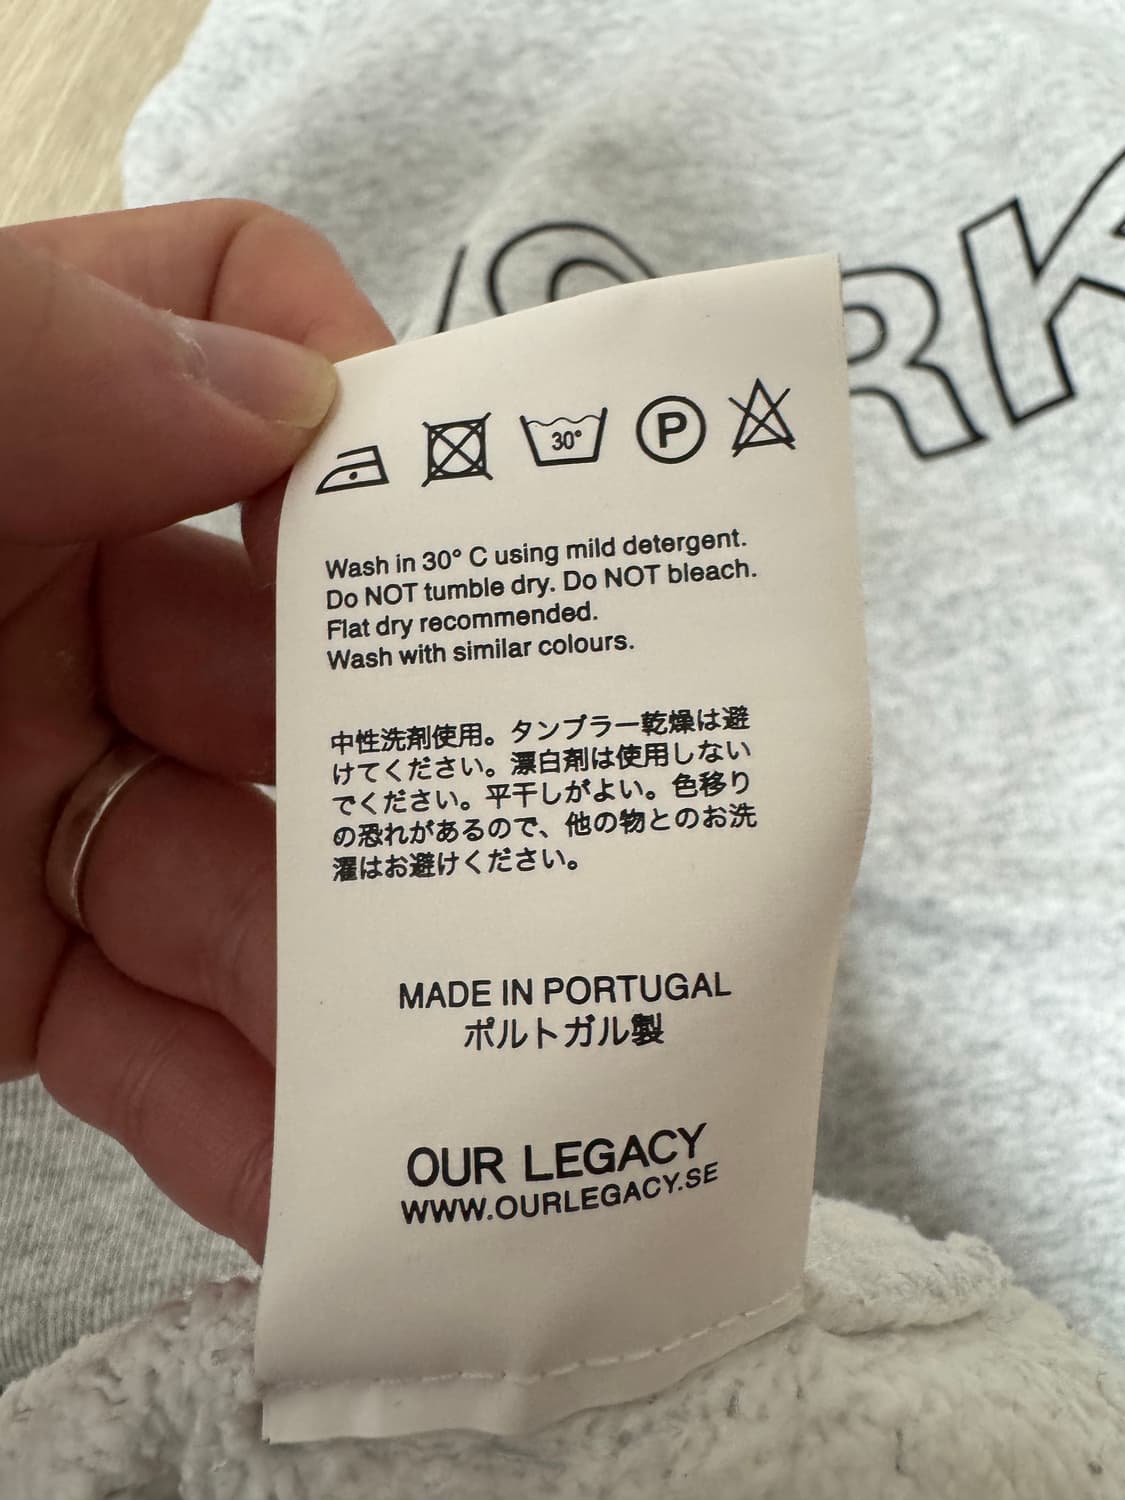 ORK
30°
P
Wash in 30° C using mild detergent.
Do NOT tumble dry. Do NOT bleach.
Flat dry recommended.
Wash with similar colours.
中性洗剤使用。タンブラー乾燥は避
けてください。漂白剤は使用しない
でください。平干しがよい。色移り
の恐れがあるので、他の物とのお洗
濯はお避けください。
MADE IN PORTUGAL
ポルトガル製
OUR LEGACY
WWW.OURLEGACY.SE